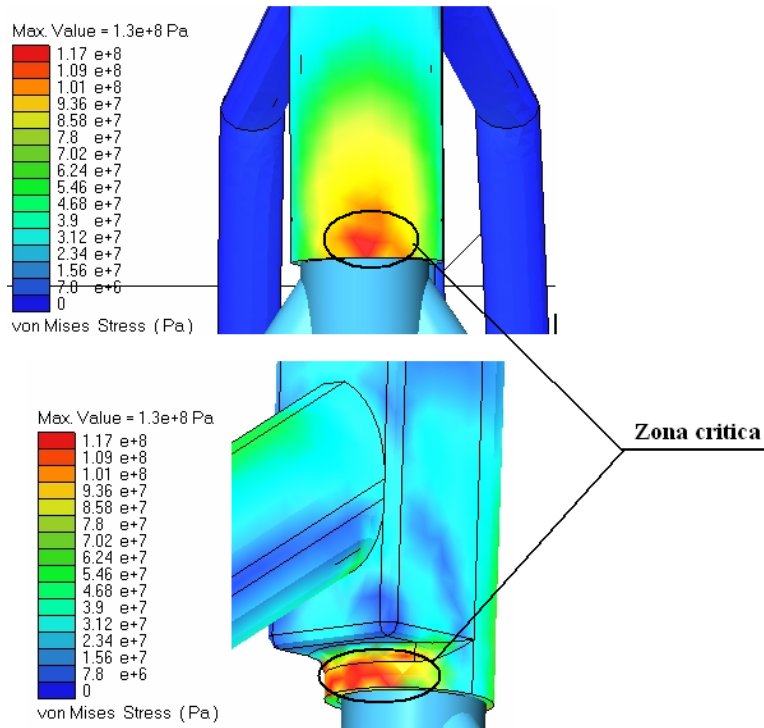 Max. Value = 1.3e+8 Pa
1.17 e+8
1.09 e+8
1.01 e+8
9.36 e+7
8.58 e+7
7.8 e+7
7.02 e+7
6.24 e+7
5.46 e+7
4.68 e+7
3.9 e+7
3.12 e+7
2.34 e+7
1.56 e+7
7.8 e+6
0
von Mises Stress (Pa)
Zona critica
Max. Value = 1.3e+8 Pa
1.17 e+8
1.09 e+8
1.01 e+8
9.36 e+7
8.58 e+7
7.8 e+7
7.02 e+7
6.24 e+7
5.46 e+7
4.68 e+7
3.9 e+7
3.12 e+7
2.34 e+7
1.56 e+7
7.8 e+6
0
von Mises Stress (Pa)